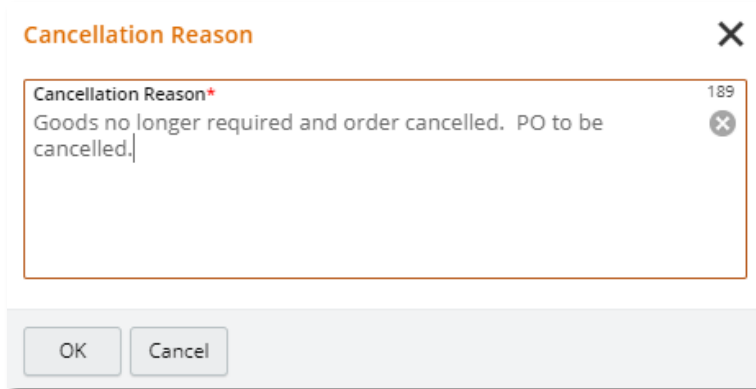 Cancellation Reason
Cancellation Reason*
189
Goods no longer required and order cancelled.  PO to be
cancelled.
OK
Cancel